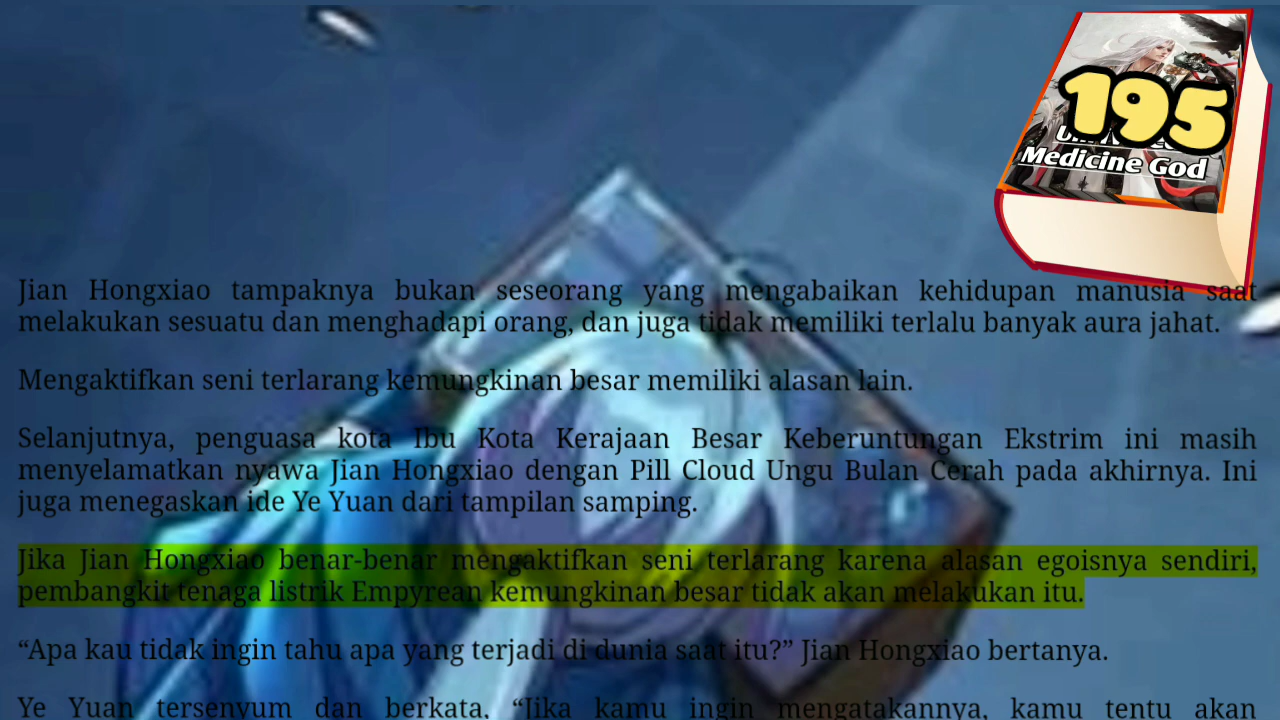 195
Medicine God
Jian Hongxiao tampaknya bukan seseorang yang mengabaikan kehidupan manusia saat
melakukan sesuatu dan menghadapi orang, dan juga tidak memiliki terlalu banyak aura jahat.
Mengaktifkan seni terlarang kemungkinan besar memiliki alasan lain.
Selanjutnya, penguasa kota Ibu Kota Kerajaan Besar Keberuntungan Ekstrim ini masih
menyelamatkan nyawa Jian Hongxiao dengan Pill Cloud Ungu Bulan Cerah pada akhirnya. Ini
juga menegaskan ide Ye Yuan dari tampilan samping.
Jika Jian Hongxiao benar-benar mengaktifkan seni terlarang karena alasan egoisnya sendiri,
pembangkit tenaga listrik Empyrean kemungkinan besar tidak akan melakukan itu.
“Apa kau tidak ingin tahu apa yang terjadi di dunia saat itu?” Jian Hongxiao bertanya.
Ye Yuan tersenyum dan berkata, “Jika kamu ingin mengatakannya, kamu tentu akan